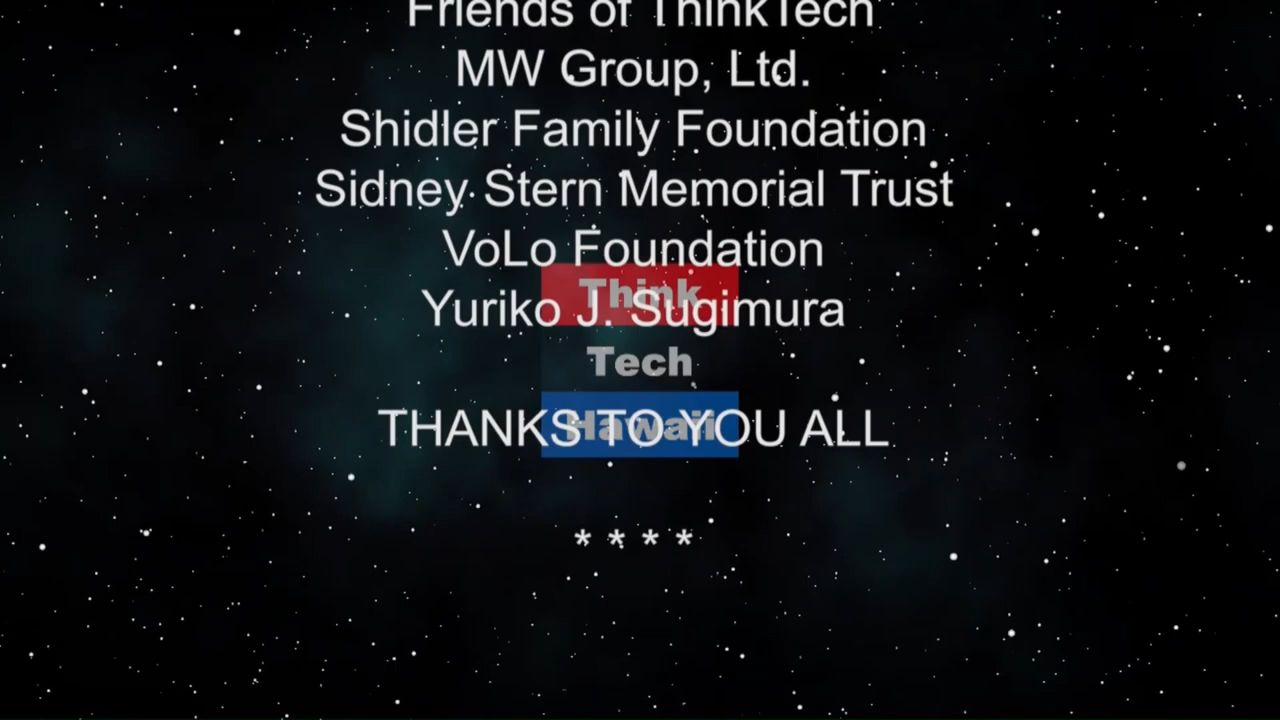 Friends of ThinkTech
MW Group, Ltd.
Shidler Family Foundation
Sidney Stern Memorial Trust
VoLo Foundation
Think
Yuriko J. Sugimura
Tech
THANKS TO YOU ALL
Hawaii
* * * *